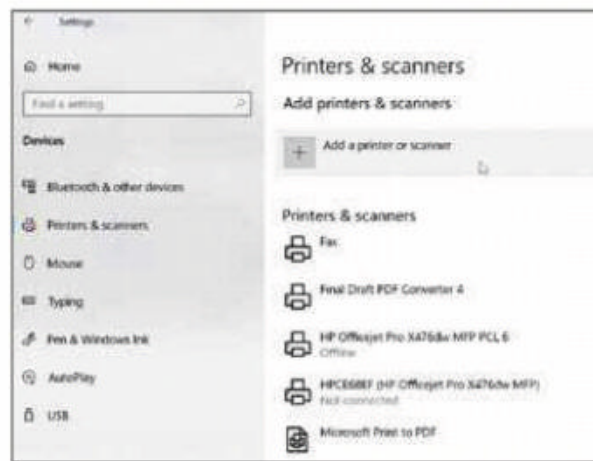 Settings
Home
Find a setting
Devices
Bluetooth & other devices
Printers & scanners
Mouse
Typing
Pen & Windows Ink
AutoPlay
USB
Printers & scanners
Add printers & scanners
Add a printer or scanner
Printers & scanners
Fax
Final Draft PDF Converter 4
HP Officejet Pro X476dw MFP PCL 6
Offline
HPCE68EF (HP Officejet Pro X476dw MFP)
Not connected
Microsoft Print to PDF